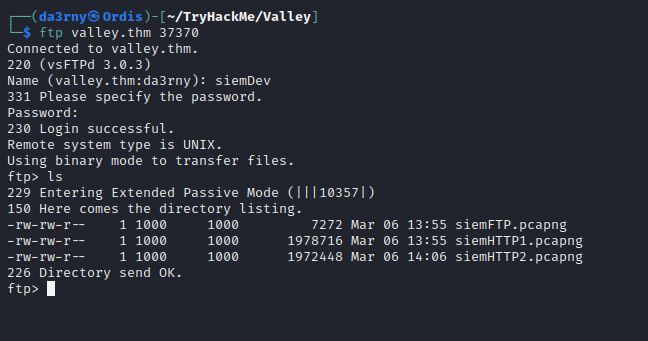 ┌──(da3rny㉿Ordis)-[~/TryHackMe/Valley]
└─$ ftp valley.thm 37370
Connected to valley.thm.
220 (vsFTPd 3.0.3)
Name (valley.thm:da3rny): siemDev
331 Please specify the password.
Password:
230 Login successful.
Remote system type is UNIX.
Using binary mode to transfer files.
ftp> ls
229 Entering Extended Passive Mode (|||10357|)
150 Here comes the directory listing.
-rw-rw-r--    1 1000     1000         7272 Mar 06 13:55 siemFTP.pcapng
-rw-rw-r--    1 1000     1000      1978716 Mar 06 13:55 siemHTTP1.pcapng
-rw-rw-r--    1 1000     1000      1972448 Mar 06 14:06 siemHTTP2.pcapng
226 Directory send OK.
ftp>